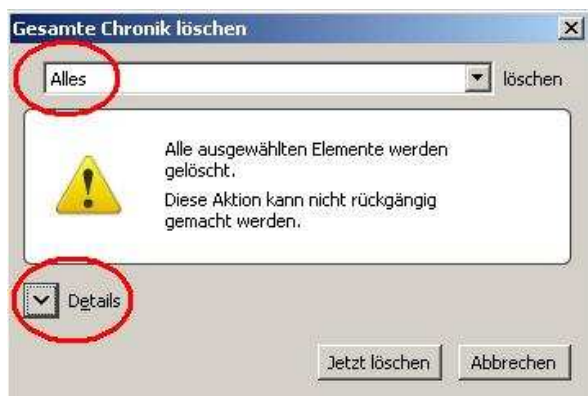 Gesamte Chronik löschen
Alles löschen
Alle ausgewählten Elemente werden
gelöscht.
Diese Aktion kann nicht rückgängig
gemacht werden.
Details
Jetzt löschen Abbrechen